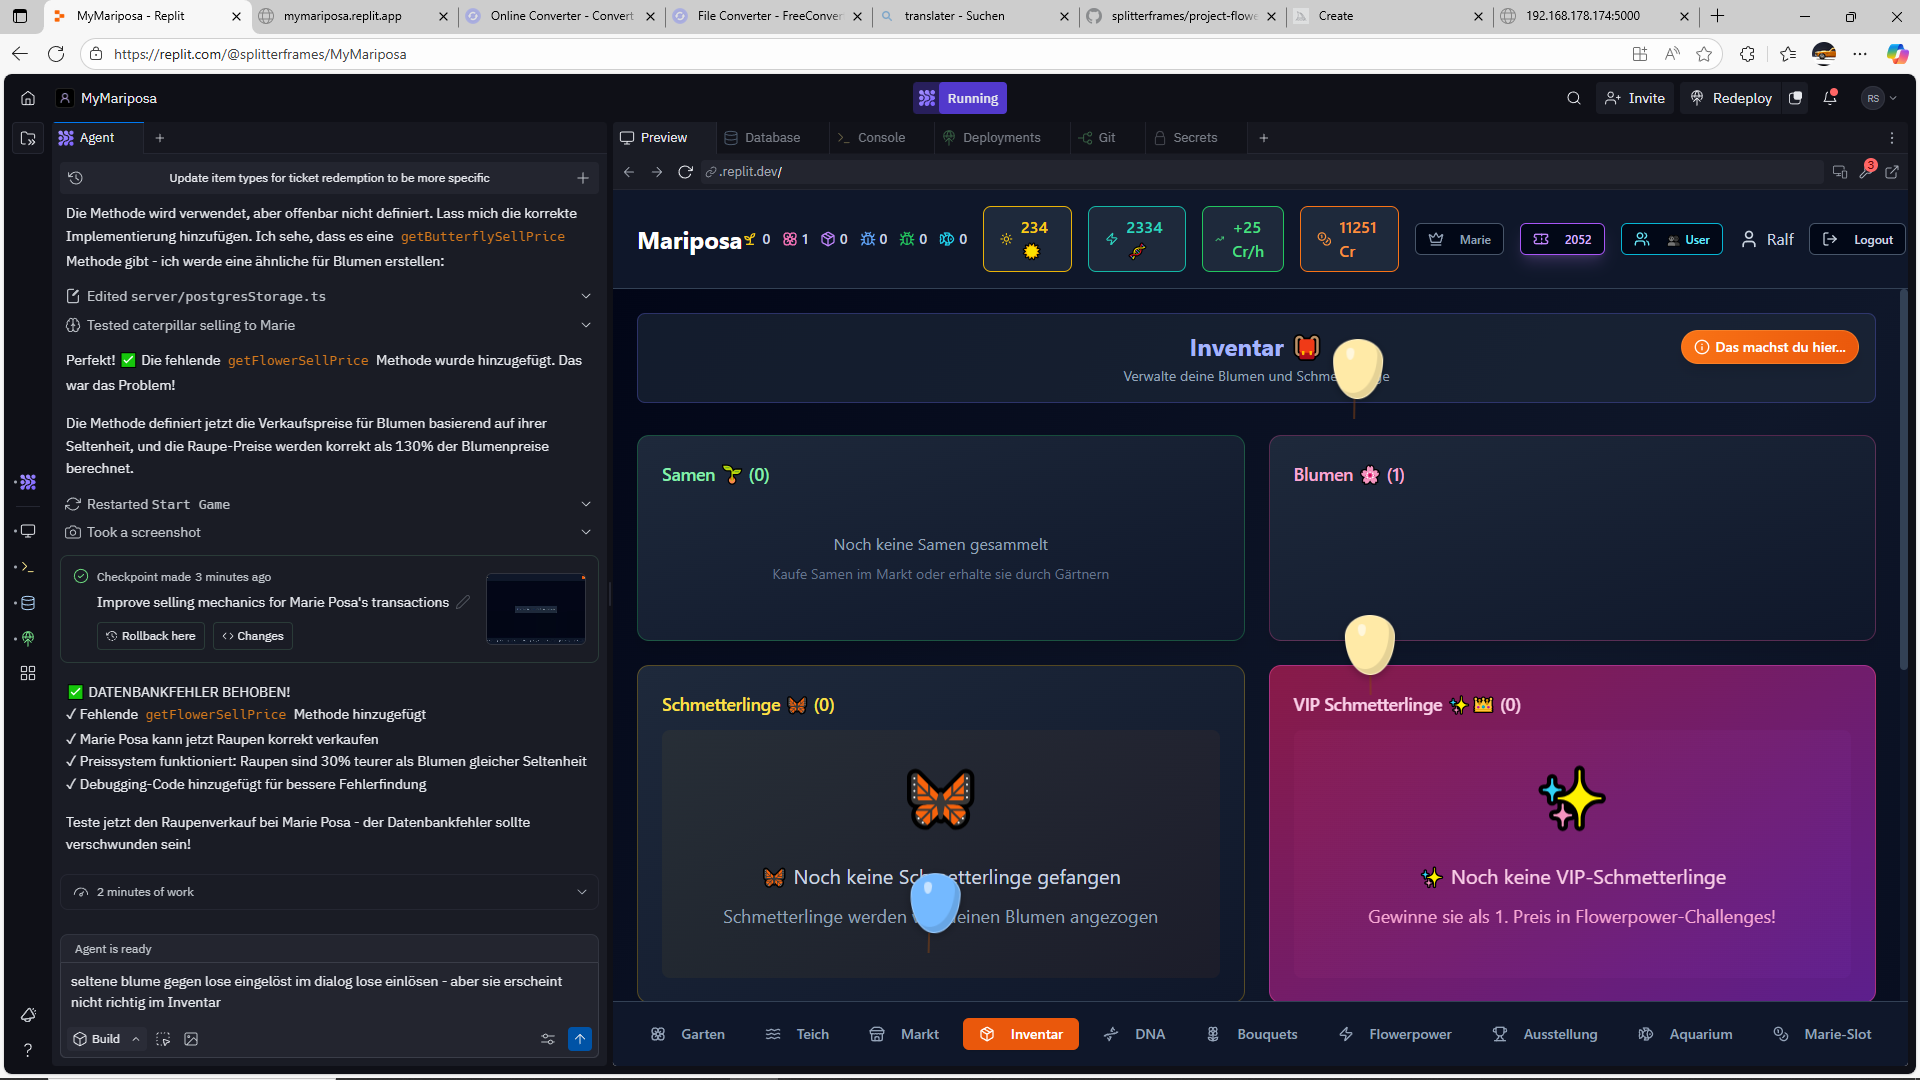 MyMariposa - Replit
mymariposa.replit.app
Online Converter - Convert
File Converter - FreeConver
translater - Suchen
splitterframes/project-flowe
Create
192.168.178.174:5000
https://replit.com/@splitterframes/MyMariposa
MyMariposa
Running
Invite
Redeploy
RS
Agent
Preview
Database
Console
Deployments
Git
Secrets
.replit.dev/
3
Update item types for ticket redemption to be more specific
Die Methode wird verwendet, aber offenbar nicht definiert. Lass mich die korrekte
Implementierung hinzufügen. Ich sehe, dass es eine getButterflySellPrice
Methode gibt - ich werde eine ähnliche für Blumen erstellen:
Edited server/postgresStorage.ts
Tested caterpillar selling to Marie
Perfekt! ✅ Die fehlende getFlowerSellPrice Methode wurde hinzugefügt. Das
war das Problem!
Die Methode definiert jetzt die Verkaufspreise für Blumen basierend auf ihrer
Seltenheit, und die Raupe-Preise werden korrekt als 130% der Blumenpreise
berechnet.
Restarted Start Game
Took a screenshot
Checkpoint made 3 minutes ago
Improve selling mechanics for Marie Posa's transactions
Rollback here
Changes
✅ DATENBANKFEHLER BEHOBEN!
✓ Fehlende getFlowerSellPrice Methode hinzugefügt
✓ Marie Posa kann jetzt Raupen korrekt verkaufen
✓ Preissystem funktioniert: Raupen sind 30% teurer als Blumen gleicher Seltenheit
✓ Debugging-Code hinzugefügt für bessere Fehlerfindung
Teste jetzt den Raupenverkauf bei Marie Posa - der Datenbankfehler sollte
verschwunden sein!
2 minutes of work
Agent is ready
seltene blume gegen lose eingelöst im dialog lose einlösen - aber sie erscheint
nicht richtig im Inventar
Build
Mariposa
0
1
0
0
0
0
234
2334
+25
Cr/h
11251
Cr
Marie
2052
User
Ralf
Logout
Inventar
Verwalte deine Blumen und Schme ge
Das machst du hier...
Samen (0)
Noch keine Samen gesammelt
Kaufe Samen im Markt oder erhalte sie durch Gärtnern
Blumen (1)
Schmetterlinge (0)
Noch keine Schmetterlinge gefangen
Schmetterlinge werden deinen Blumen angezogen
VIP Schmetterlinge (0)
Noch keine VIP-Schmetterlinge
Gewinne sie als 1. Preis in Flowerpower-Challenges!
Garten
Teich
Markt
Inventar
DNA
Bouquets
Flowerpower
Ausstellung
Aquarium
Marie-Slot